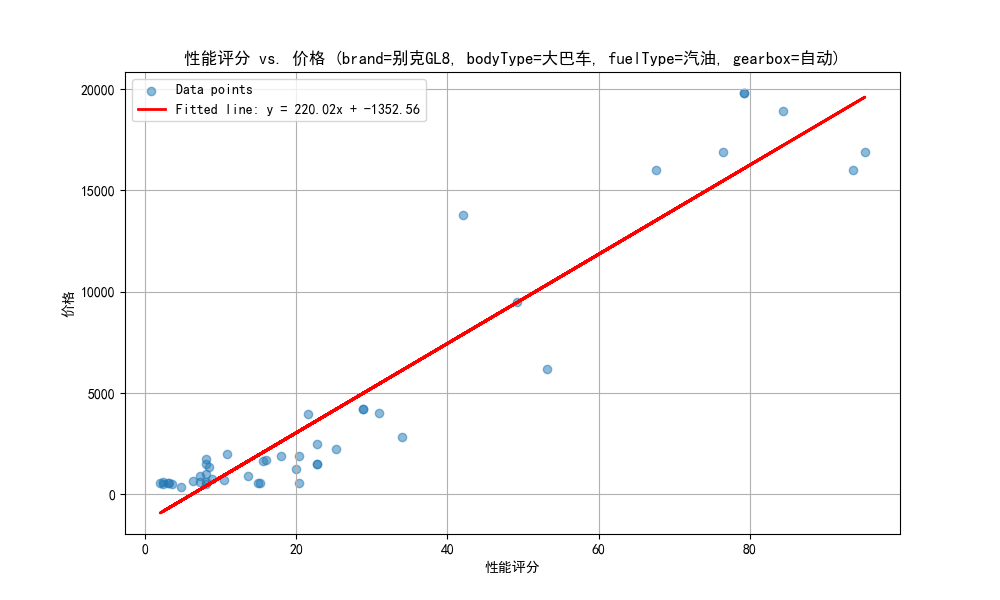 性能评分 vs. 价格 (brand=别克GL8, bodyType=大巴车, fuelType=汽油, gearbox=自动)
Data points
Fitted line: y = 220.02x + -1352.56
20000
15000
10000
5000
0
价格
0 20 40 60 80
性能评分